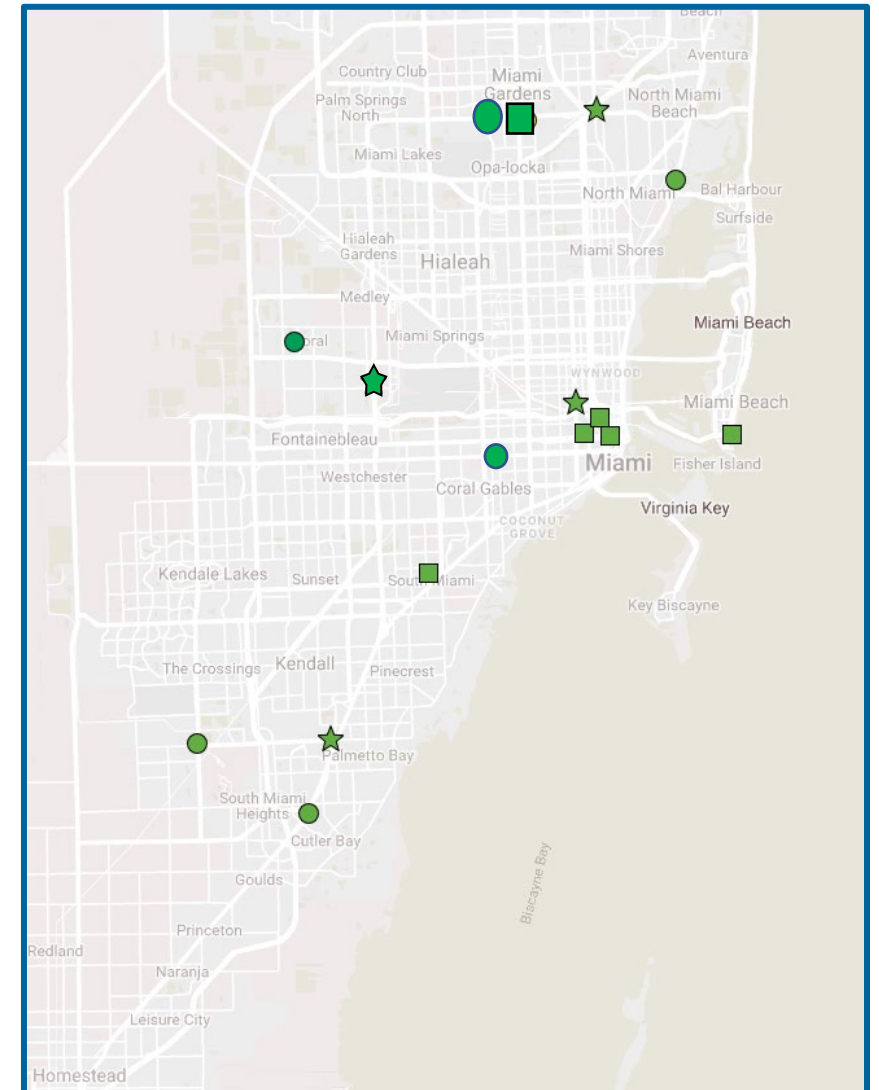 Beach
Aventura
Country Club
Miami
Gardens
Palm Springs
North
North Miami
Beach
Miami Lakes
Opa-locka
North Miami
Bal Harbour
Surfside
Hialeah
Gardens
Hialeah
Miami Shores
Medley
Miami Beach
Miami Springs
oral
WYNWOOD
Miami Beach
Fontainebleau
Miami
Fisher Island
Westchester
Coral Gables
Virginia Key
COCONUT
GROVE
Kendale Lakes
Sunset
South Miami
Key Biscayne
The Crossings
Kendall
Pinecrest
Palmetto Bay
South Miami
Heights
Cutler Bay
Goulds
Biscayne Bay
Princeton
Redland
Naranja
Leisure City
Homestead